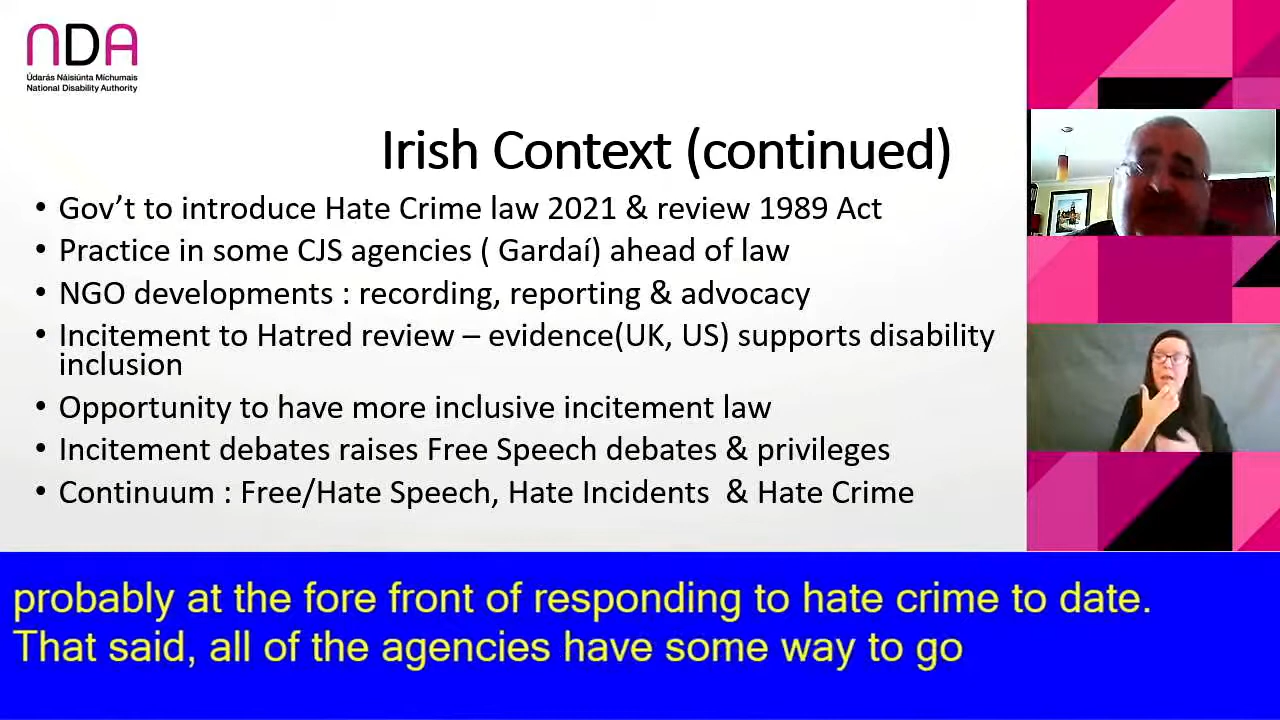 NDA
Údarás Náisiúnta Míchumais
National Disability Authority
Irish Context (continued)
• Gov’t to introduce Hate Crime law 2021 & review 1989 Act
• Practice in some CJS agencies ( Gardaí) ahead of law
• NGO developments : recording, reporting & advocacy
• Incitement to Hatred review – evidence(UK, US) supports disability
inclusion
• Opportunity to have more inclusive incitement law
• Incitement debates raises Free Speech debates & privileges
• Continuum : Free/Hate Speech, Hate Incidents  & Hate Crime
probably at the fore front of responding to hate crime to date.
That said, all of the agencies have some way to go